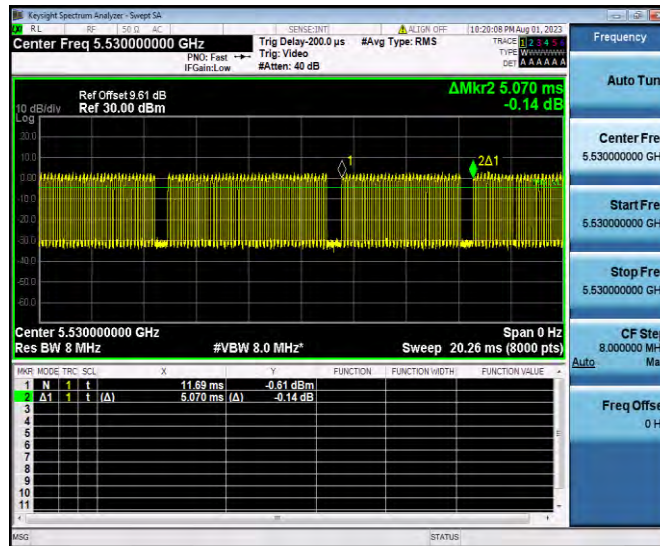 Keysight Spectrum Analyzer - Swept SA
RL RF 50 Ω AC SENSE:INT ALIGN OFF 10:20:08 PM Aug 01, 2023
Center Freq 5.530000000 GHz
PNO: Fast
IFGain:Low
Trig Delay-200.0 µs
Trig: Video
#Atten: 40 dB
#Avg Type: RMS
TRACE 1 2 3 4 5 6
TYPE W
DET A A A A A A
ΔMkr2 5.070 ms
-0.14 dB
Ref Offset 9.61 dB
Ref 30.00 dBm
10 dB/div
Log
20.0
10.0
0.00
-10.0
-20.0
-30.0
-40.0
-50.0
-60.0
1
2Δ1
Center 5.530000000 GHz
Span 0 Hz
Res BW 8 MHz
#VBW 8.0 MHz*
Sweep 20.26 ms (8000 pts)
MKR MODE TRC SCL X Y FUNCTION FUNCTION WIDTH FUNCTION VALUE
1 N 1 t 11.69 ms -0.61 dBm
2 Δ1 1 t (Δ) 5.070 ms (Δ) -0.14 dB
3
4
5
6
7
8
9
10
11
MSG
STATUS
Frequency
Auto Tun
Center Fre
5.530000000 GH
Start Fre
5.530000000 GH
Stop Fre
5.530000000 GH
CF Ste
8.000000 MH
Auto Ma
Freq Offse
0 H